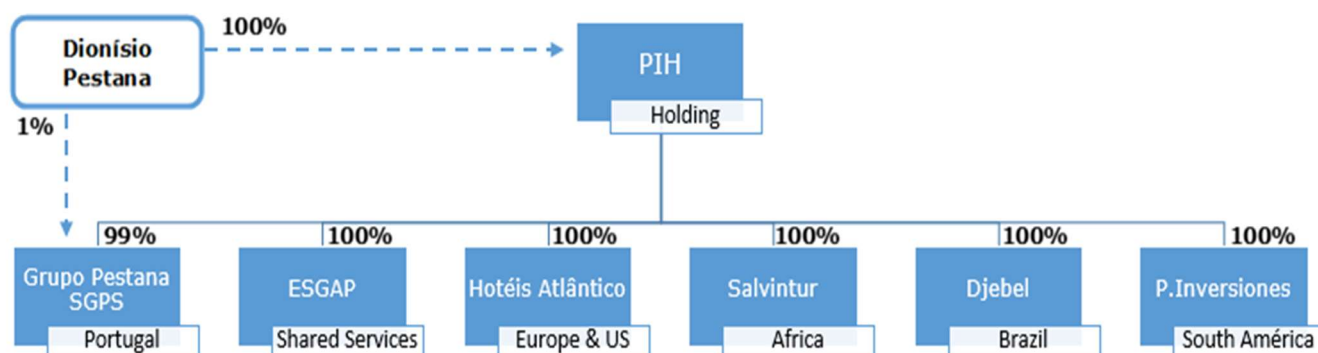 Dionísio
Pestana
100%
PIH
Holding
1%
99%
100%
100%
100%
100%
100%
Grupo Pestana
SGPS
Portugal
ESGAP
Shared Services
Hotéis Atlântico
Europe & US
Salvintur
Africa
Djebel
Brazil
P.Inversiones
South América